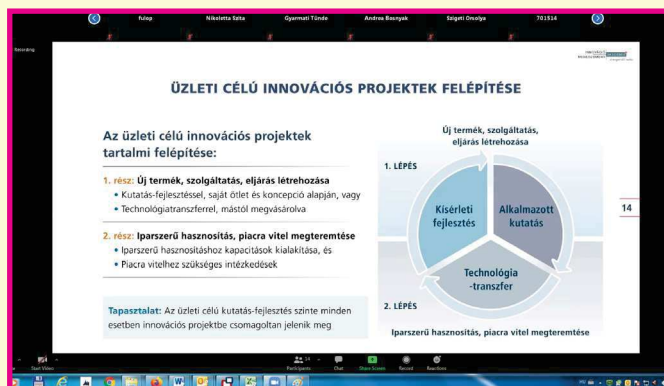 fulop
Nikoletta Szita
Gyarmati Tünde
Andrea Bosnyak
Szigeti Orsolya
701514
Recording
ÜZLETI CÉLÚ INNOVÁCIÓS PROJEKTEK FELÉPÍTÉSE
Az üzleti célú innovációs projektek
tartalmi felépítése:
1. rész: Új termék, szolgáltatás, eljárás létrehozása
• Kutatás-fejlesztéssel, saját ötlet és koncepció alapján, vagy
• Technológiatranszferrel, mástól megvásárolva
2. rész: Iparszerű hasznosítás, piacra vitel megteremtése
• Iparszerű hasznosításhoz kapacitások kialakítása, és
• Piacra vitelhez szükséges intézkedések
Tapasztalat: Az üzleti célú kutatás-fejlesztés szinte minden
esetben innovációs projektbe csomagoltan jelenik meg
Új termék, szolgáltatás,
eljárás létrehozása
1. LÉPÉS
Kísérleti
fejlesztés
Alkalmazott
kutatás
Technológia
-transzfer
2. LÉPÉS
Iparszerű hasznosítás, piacra vitel megteremtése
14
Start Video
Participants
14
Chat
Share Screen
Record
Reactions